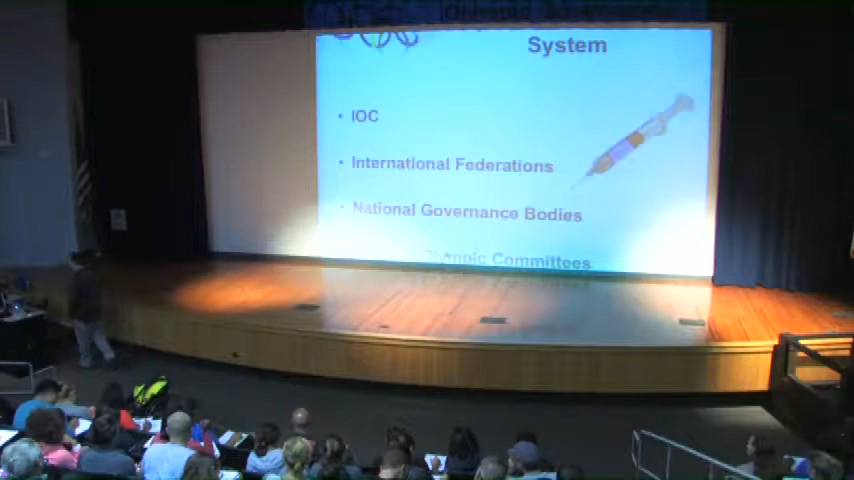 System
• IOC
• International Federations
• National Governance Bodies
Olympic Committees